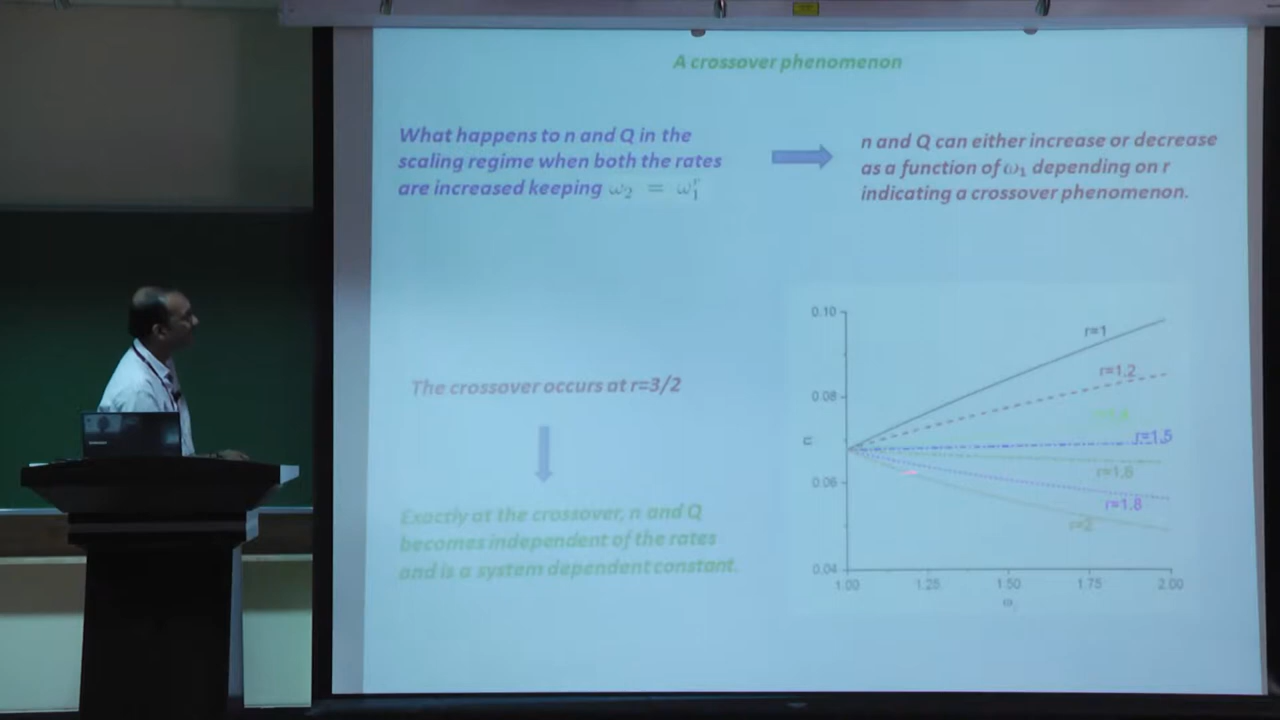 A crossover phenomenon
What happens to n and Q in the
scaling regime when both the rates
are increased keeping ω₂ = ω₁ʳ
n and Q can either increase or decrease
as a function of ω₁ depending on r
indicating a crossover phenomenon.
The crossover occurs at r=3/2
Exactly at the crossover, n and Q
becomes independent of the rates
and is a system dependent constant.
0.10
0.08
0.06
0.04
n
r=1
r=1.2
r=1.5
r=1.8
r=2
1.00 1.25 1.50 1.75 2.00